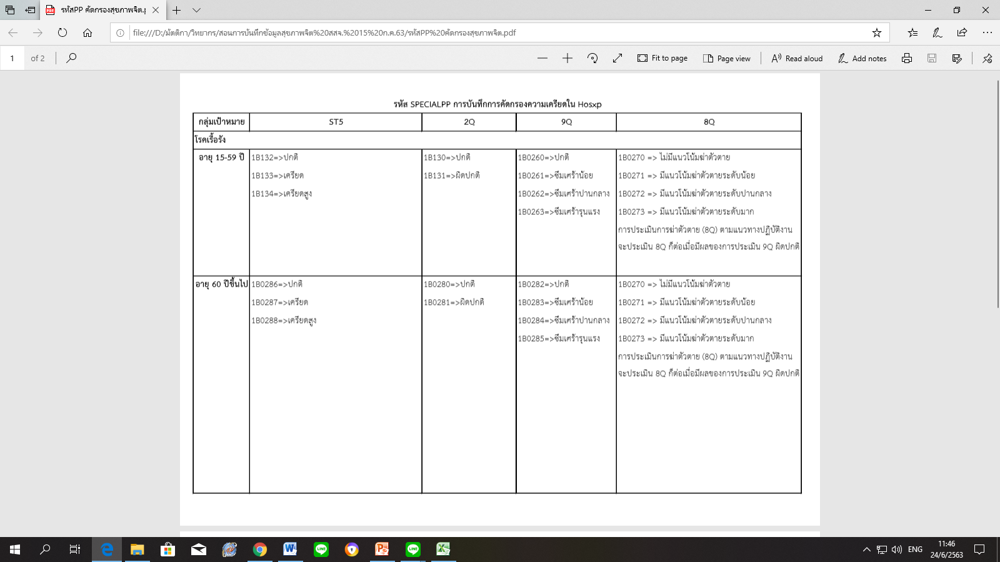 รหัสPP คัดกรองสุขภาพจิต.p
file:///D:/มัตติกา/วิทยากร/สอนการบันทึกข้อมูลสุขภาพจิต%20สสจ.%2015%20ก.ค.63/รหัสPP%20คัดกรองสุขภาพจิต.pdf
1 of 2 Fit to page Page view Read aloud Add notes
รหัส SPECIALPP การบันทึกการคัดกรองความเครียดใน Hosxp
กลุ่มเป้าหมาย ST5 2Q 9Q 8Q
โรคเรื้อรัง
อายุ 15-59 ปี 1B132=>ปกติ 1B130=>ปกติ 1B0260=>ปกติ 1B0270 => ไม่มีแนวโน้มฆ่าตัวตาย
1B133=>เครียด 1B131=>ผิดปกติ 1B0261=>ซึมเศร้าน้อย 1B0271 => มีแนวโน้มฆ่าตัวตายระดับน้อย
1B134=>เครียดสูง 1B0262=>ซึมเศร้าปานกลาง 1B0272 => มีแนวโน้มฆ่าตัวตายระดับปานกลาง
1B0263=>ซึมเศร้ารุนแรง 1B0273 => มีแนวโน้มฆ่าตัวตายระดับมาก
การประเมินการฆ่าตัวตาย (8Q) ตามแนวทางปฏิบัติงาน
จะประเมิน 8Q ก็ต่อเมื่อมีผลของการประเมิน 9Q ผิดปกติ
อายุ 60 ปีขึ้นไป 1B0286=>ปกติ 1B0280=>ปกติ 1B0282=>ปกติ 1B0270 => ไม่มีแนวโน้มฆ่าตัวตาย
1B0287=>เครียด 1B0281=>ผิดปกติ 1B0283=>ซึมเศร้าน้อย 1B0271 => มีแนวโน้มฆ่าตัวตายระดับน้อย
1B0288=>เครียดสูง 1B0284=>ซึมเศร้าปานกลาง 1B0272 => มีแนวโน้มฆ่าตัวตายระดับปานกลาง
1B0285=>ซึมเศร้ารุนแรง 1B0273 => มีแนวโน้มฆ่าตัวตายระดับมาก
การประเมินการฆ่าตัวตาย (8Q) ตามแนวทางปฏิบัติงาน
จะประเมิน 8Q ก็ต่อเมื่อมีผลของการประเมิน 9Q ผิดปกติ
ENG 11:46
24/6/2563